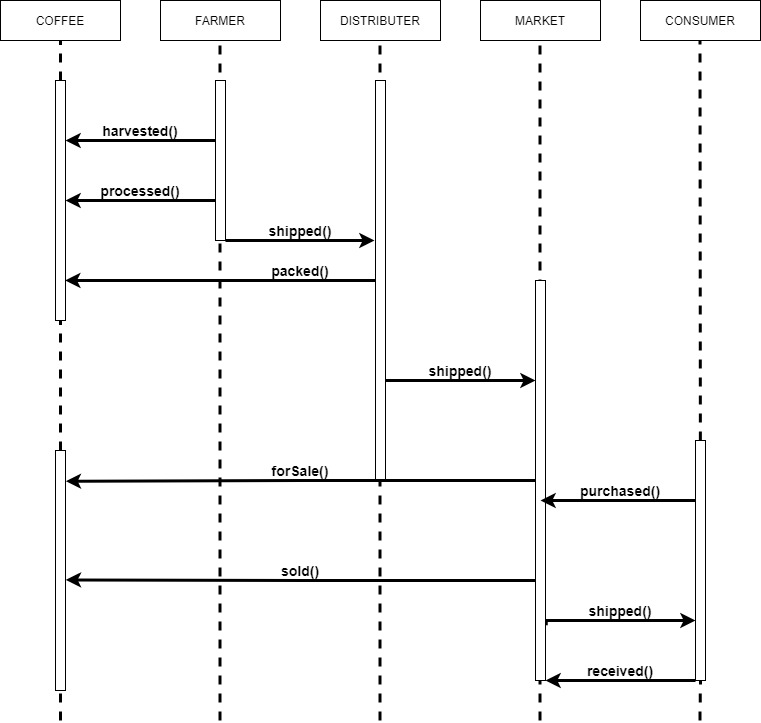 COFFEE
FARMER
DISTRIBUTER
MARKET
CONSUMER
harvested()
processed()
shipped()
packed()
shipped()
forSale()
purchased()
sold()
shipped()
received()